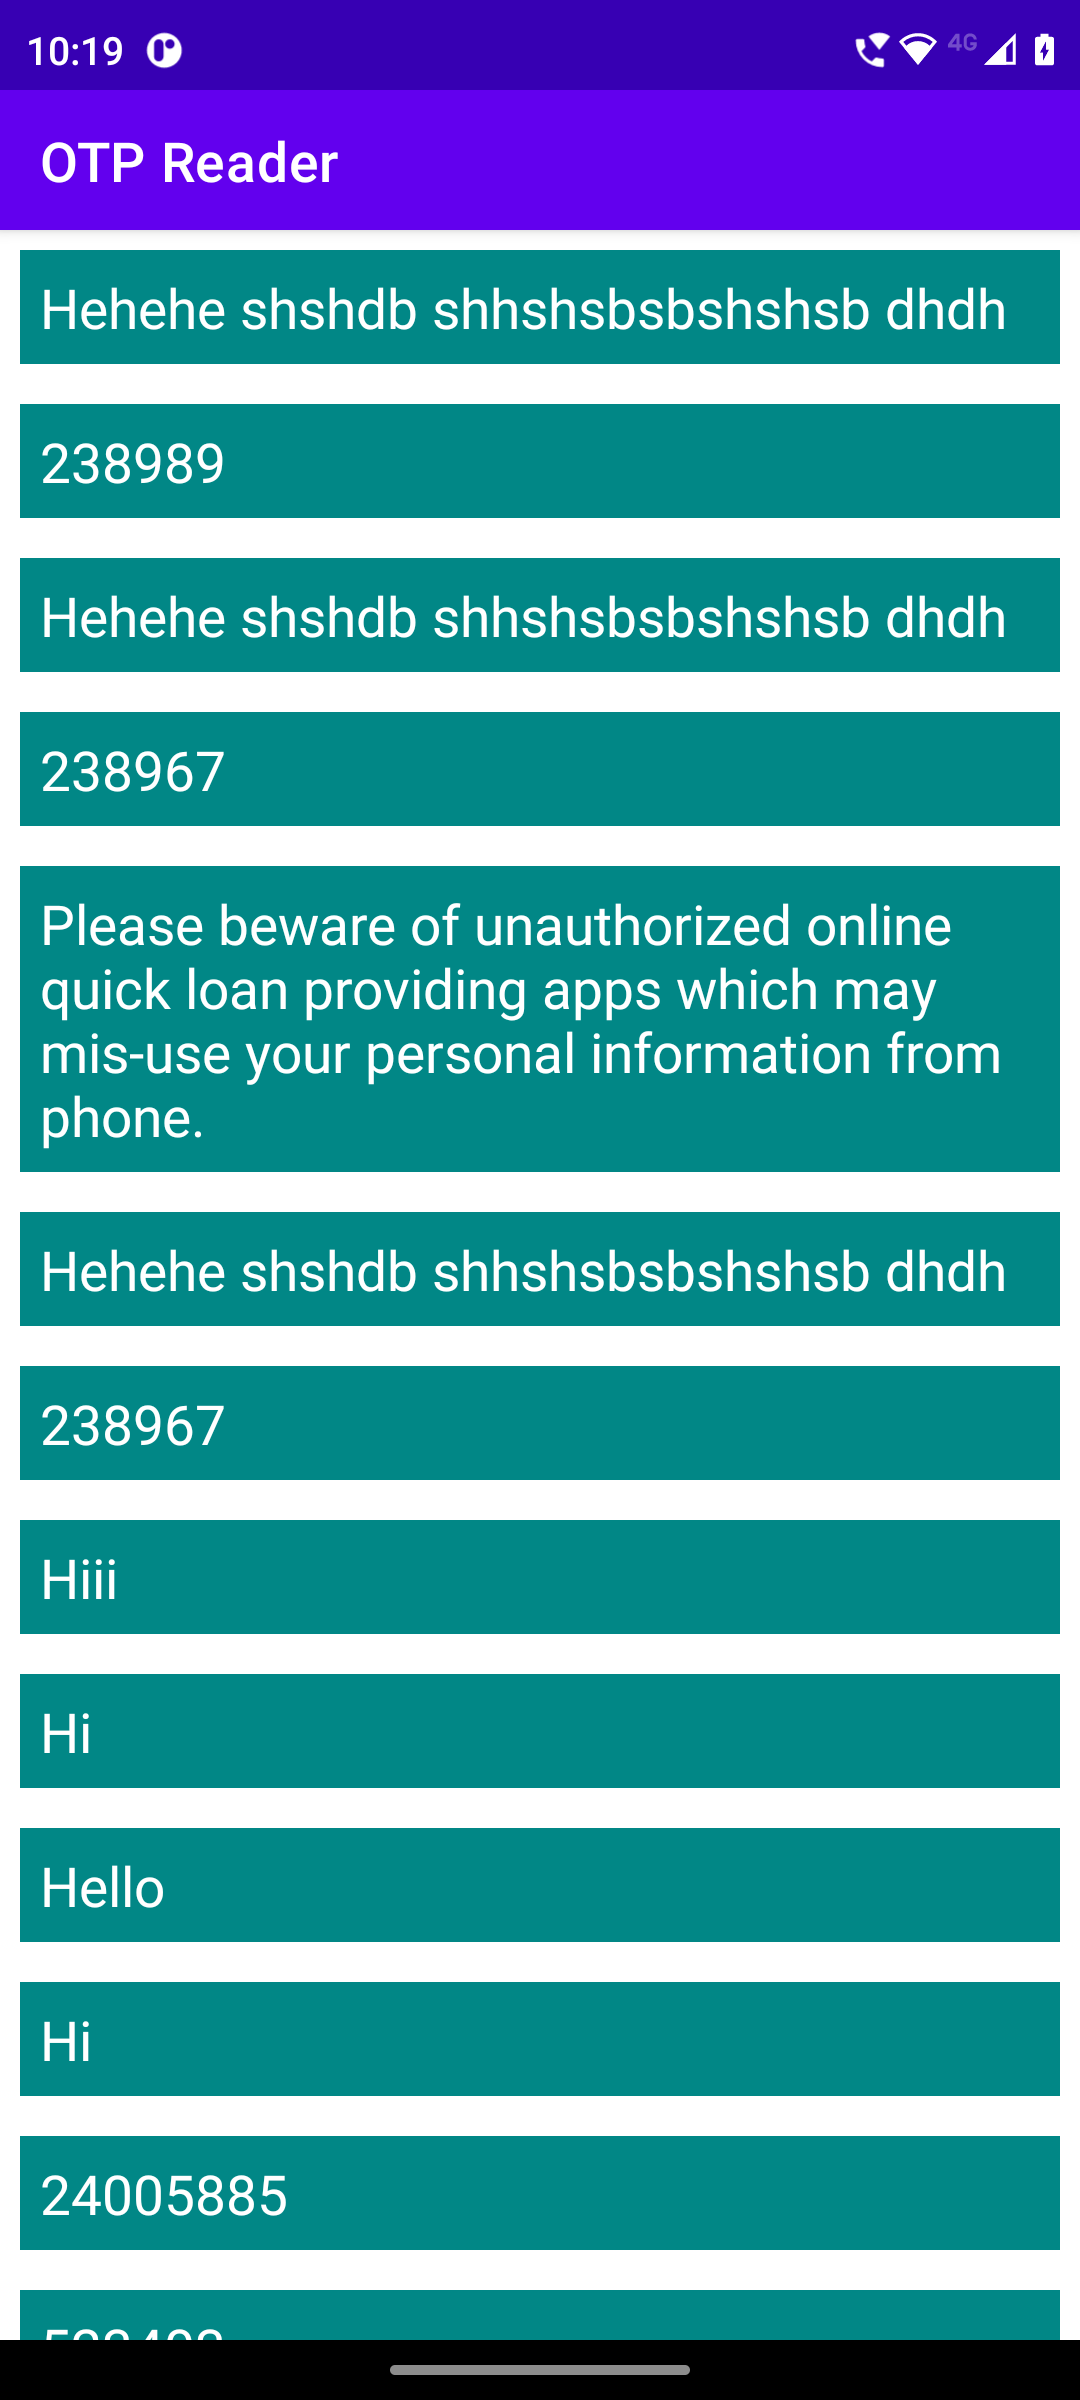 10:19
4G
OTP Reader
Hehehe shshdb shhshsbsbshshsb dhdh
238989
Hehehe shshdb shhshsbsbshshsb dhdh
238967
Please beware of unauthorized online
quick loan providing apps which may
mis-use your personal information from
phone.
Hehehe shshdb shhshsbsbshshsb dhdh
238967
Hiii
Hi
Hello
Hi
24005885